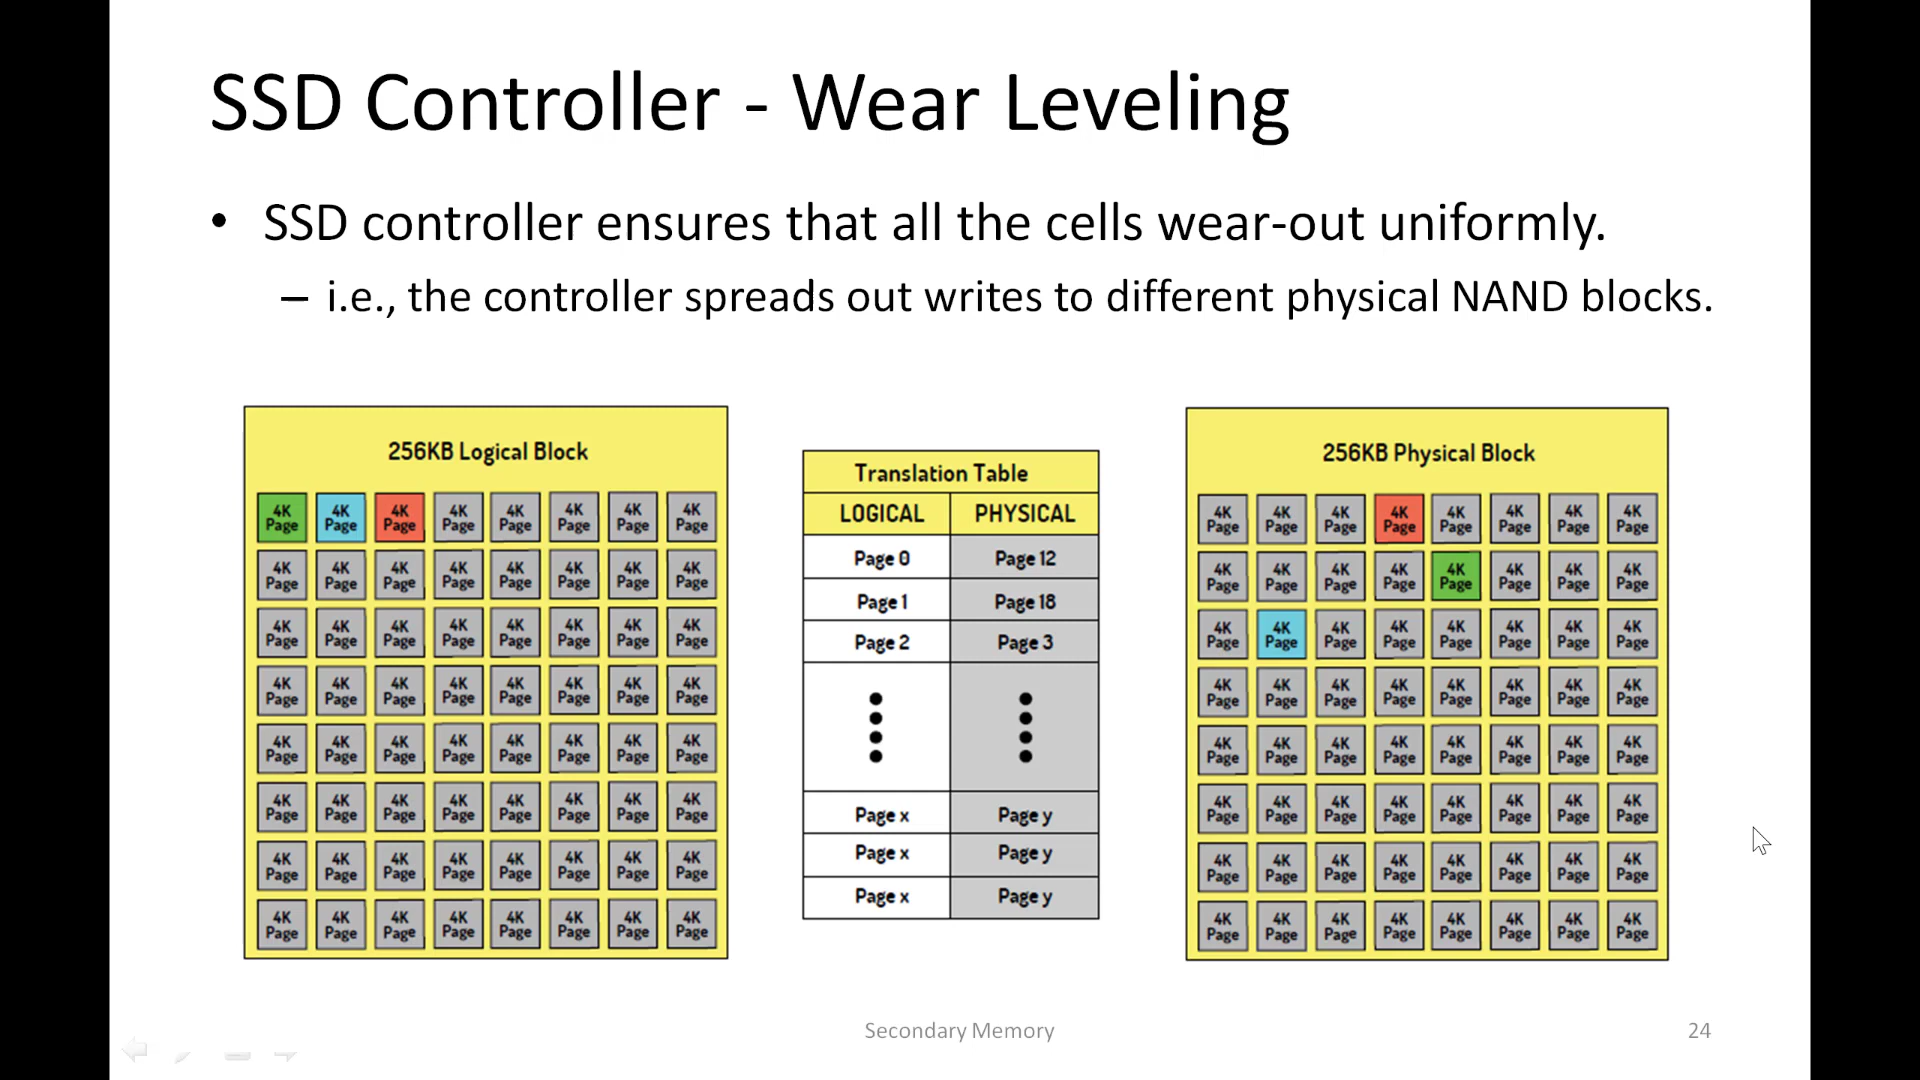 SSD Controller - Wear Leveling
• SSD controller ensures that all the cells wear-out uniformly.
– i.e., the controller spreads out writes to different physical NAND blocks.
256KB Logical Block
4K Page 4K Page 4K Page 4K Page 4K Page 4K Page 4K Page 4K Page
4K Page 4K Page 4K Page 4K Page 4K Page 4K Page 4K Page 4K Page
4K Page 4K Page 4K Page 4K Page 4K Page 4K Page 4K Page 4K Page
4K Page 4K Page 4K Page 4K Page 4K Page 4K Page 4K Page 4K Page
4K Page 4K Page 4K Page 4K Page 4K Page 4K Page 4K Page 4K Page
4K Page 4K Page 4K Page 4K Page 4K Page 4K Page 4K Page 4K Page
4K Page 4K Page 4K Page 4K Page 4K Page 4K Page 4K Page 4K Page
4K Page 4K Page 4K Page 4K Page 4K Page 4K Page 4K Page 4K Page
Translation Table
LOGICAL PHYSICAL
Page 0 Page 12
Page 1 Page 18
Page 2 Page 3
Page x Page y
Page x Page y
Page x Page y
256KB Physical Block
4K Page 4K Page 4K Page 4K Page 4K Page 4K Page 4K Page 4K Page
4K Page 4K Page 4K Page 4K Page 4K Page 4K Page 4K Page 4K Page
4K Page 4K Page 4K Page 4K Page 4K Page 4K Page 4K Page 4K Page
4K Page 4K Page 4K Page 4K Page 4K Page 4K Page 4K Page 4K Page
4K Page 4K Page 4K Page 4K Page 4K Page 4K Page 4K Page 4K Page
4K Page 4K Page 4K Page 4K Page 4K Page 4K Page 4K Page 4K Page
4K Page 4K Page 4K Page 4K Page 4K Page 4K Page 4K Page 4K Page
4K Page 4K Page 4K Page 4K Page 4K Page 4K Page 4K Page 4K Page
Secondary Memory
24